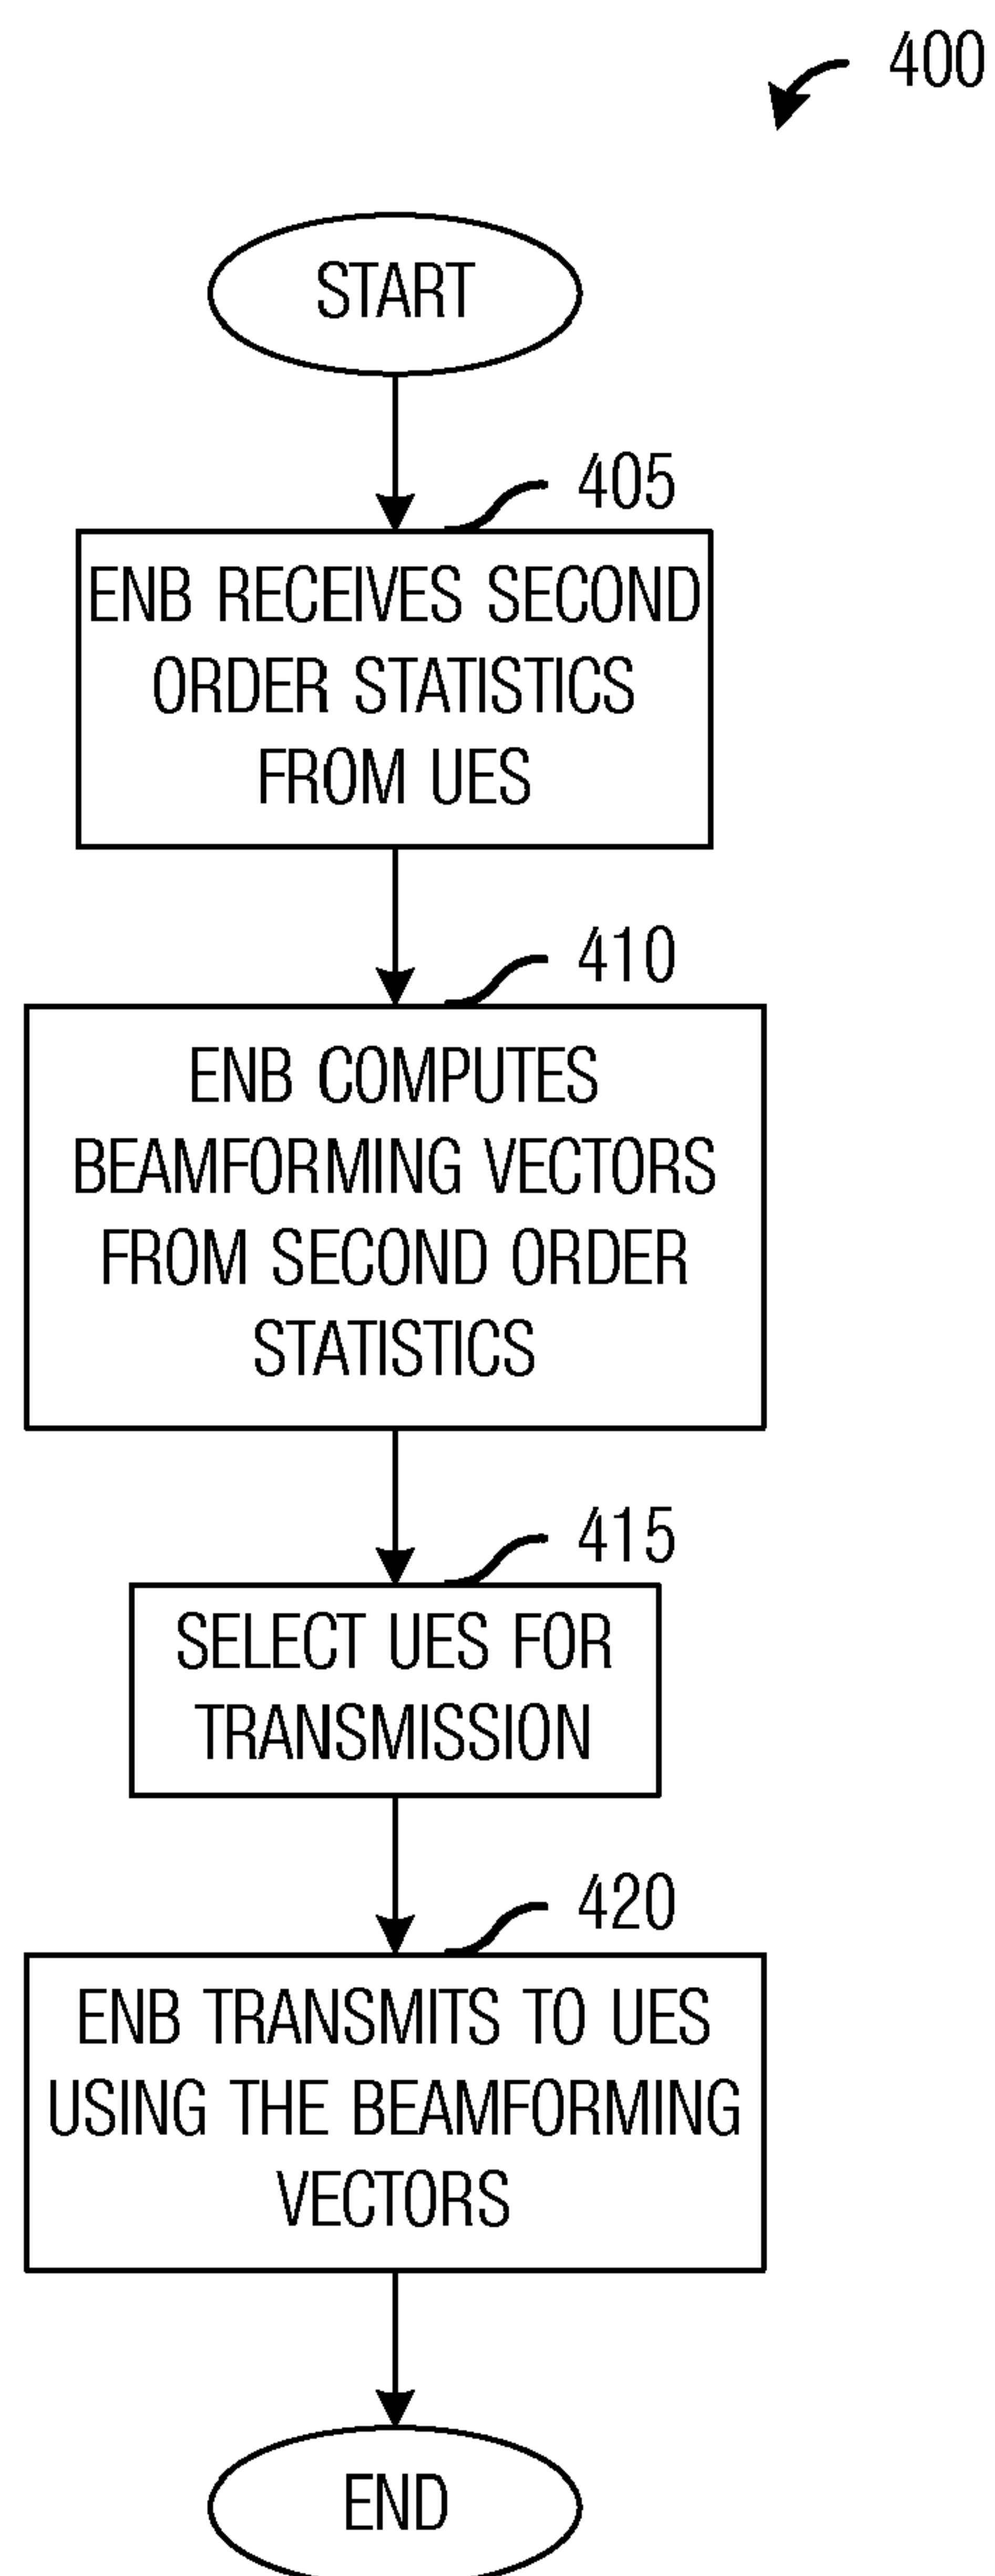 400
START
405
ENB RECEIVES SECOND
ORDER STATISTICS
FROM UES
410
ENB COMPUTES
BEAMFORMING VECTORS
FROM SECOND ORDER
STATISTICS
415
SELECT UES FOR
TRANSMISSION
420
ENB TRANSMITS TO UES
USING THE BEAMFORMING
VECTORS
END